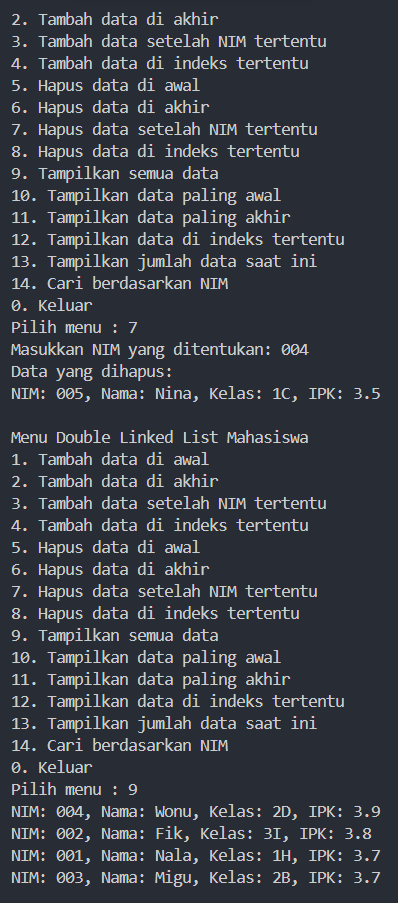 2. Tambah data di akhir
3. Tambah data setelah NIM tertentu
4. Tambah data di indeks tertentu
5. Hapus data di awal
6. Hapus data di akhir
7. Hapus data setelah NIM tertentu
8. Hapus data di indeks tertentu
9. Tampilkan semua data
10. Tampilkan data paling awal
11. Tampilkan data paling akhir
12. Tampilkan data di indeks tertentu
13. Tampilkan jumlah data saat ini
14. Cari berdasarkan NIM
0. Keluar
Pilih menu : 7
Masukkan NIM yang ditentukan: 004
Data yang dihapus:
NIM: 005, Nama: Nina, Kelas: 1C, IPK: 3.5

Menu Double Linked List Mahasiswa
1. Tambah data di awal
2. Tambah data di akhir
3. Tambah data setelah NIM tertentu
4. Tambah data di indeks tertentu
5. Hapus data di awal
6. Hapus data di akhir
7. Hapus data setelah NIM tertentu
8. Hapus data di indeks tertentu
9. Tampilkan semua data
10. Tampilkan data paling awal
11. Tampilkan data paling akhir
12. Tampilkan data di indeks tertentu
13. Tampilkan jumlah data saat ini
14. Cari berdasarkan NIM
0. Keluar
Pilih menu : 9
NIM: 004, Nama: Wonu, Kelas: 2D, IPK: 3.9
NIM: 002, Nama: Fik, Kelas: 3I, IPK: 3.8
NIM: 001, Nama: Nala, Kelas: 1H, IPK: 3.7
NIM: 003, Nama: Migu, Kelas: 2B, IPK: 3.7